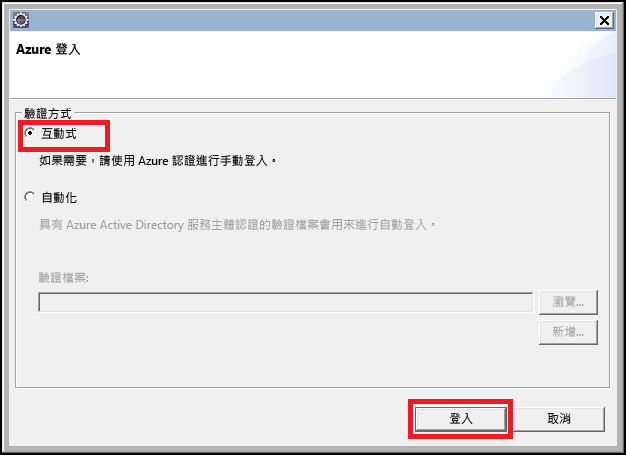 Azure 登入
驗證方式
互動式
如果需要，請使用 Azure 認證進行手動登入。
自動化
具有 Azure Active Directory 服務主體認證的驗證檔案會用來進行自動登入。
驗證檔案:
瀏覽...
新增...
登入
取消